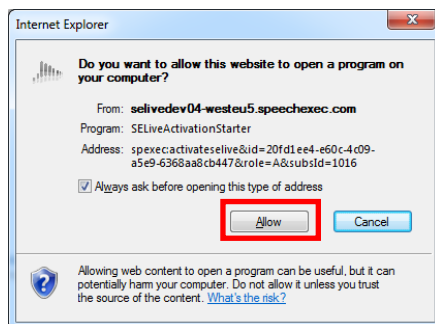 Internet Explorer
Do you want to allow this website to open a program on
your computer?
From: selivedev04-westeu5.speechexec.com
Program: SELiveActivationStarter
Address: spexec:activateselive&id=20fd1ee4-e60c-4c09-
a5e9-6368aa8cb447&role=A&subsId=1016
Always ask before opening this type of address
Allow Cancel
Allowing web content to open a program can be useful, but it can
potentially harm your computer. Do not allow it unless you trust
the source of the content. What's the risk?